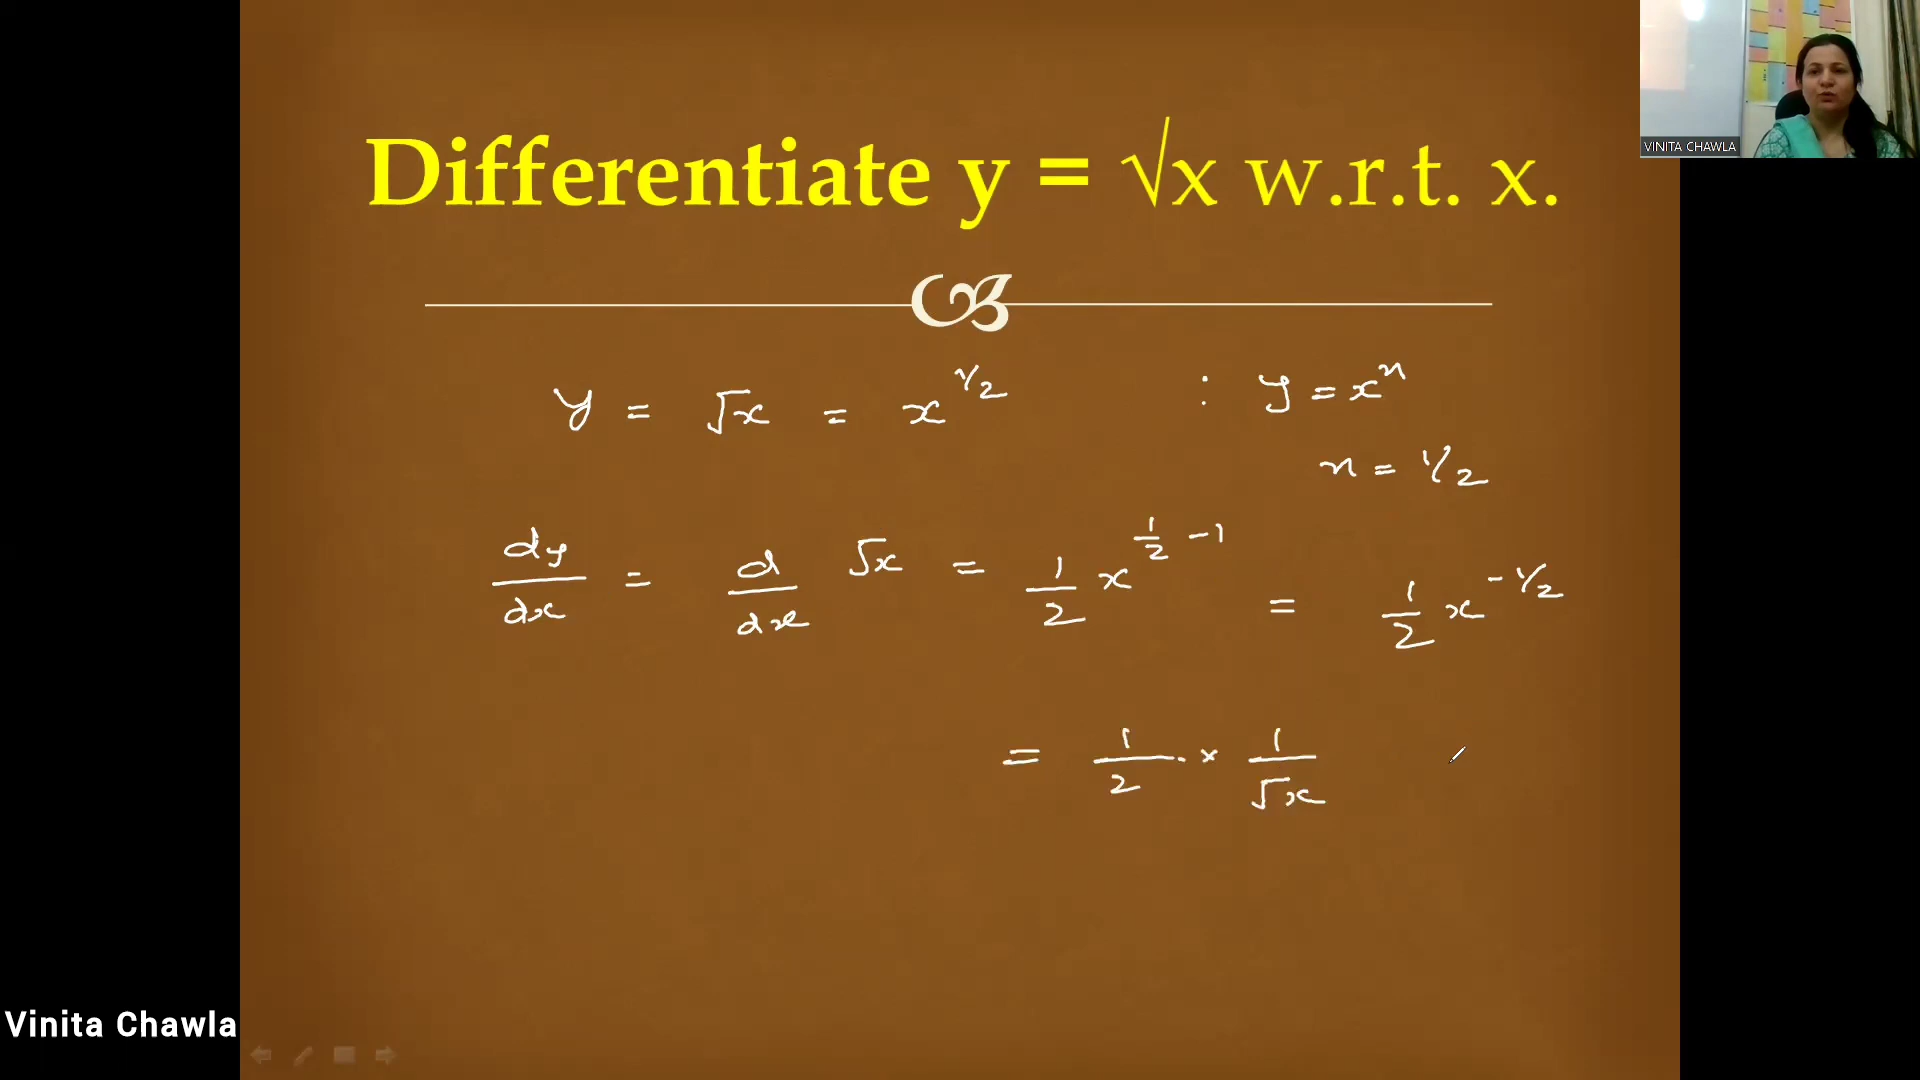 VINITA CHAWLA
Differentiate y = √x w.r.t. x.
y = √x = x^1/2 : y = x^n
n = 1/2
dy/dx = d/dx √x = 1/2 x^(1/2 -1) = 1/2 x^-1/2
= 1/2 . × 1/√x
Vinita Chawla